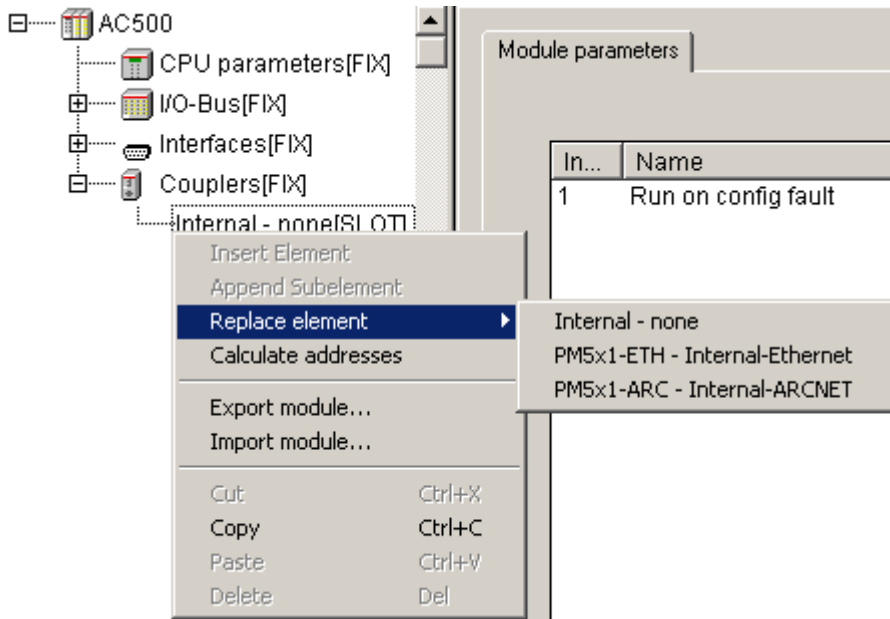 AC500
CPU parameters[FIX]
I/O-Bus[FIX]
Interfaces[FIX]
Couplers[FIX]
Internal - none[SLOT]
Insert Element
Append Subelement
Replace element
Calculate addresses
Export module...
Import module...
Cut Ctrl+X
Copy Ctrl+C
Paste Ctrl+V
Delete Del
Internal - none
PM5x1-ETH - Internal-Ethernet
PM5x1-ARC - Internal-ARCNET
Module parameters
In... Name
1 Run on config fault